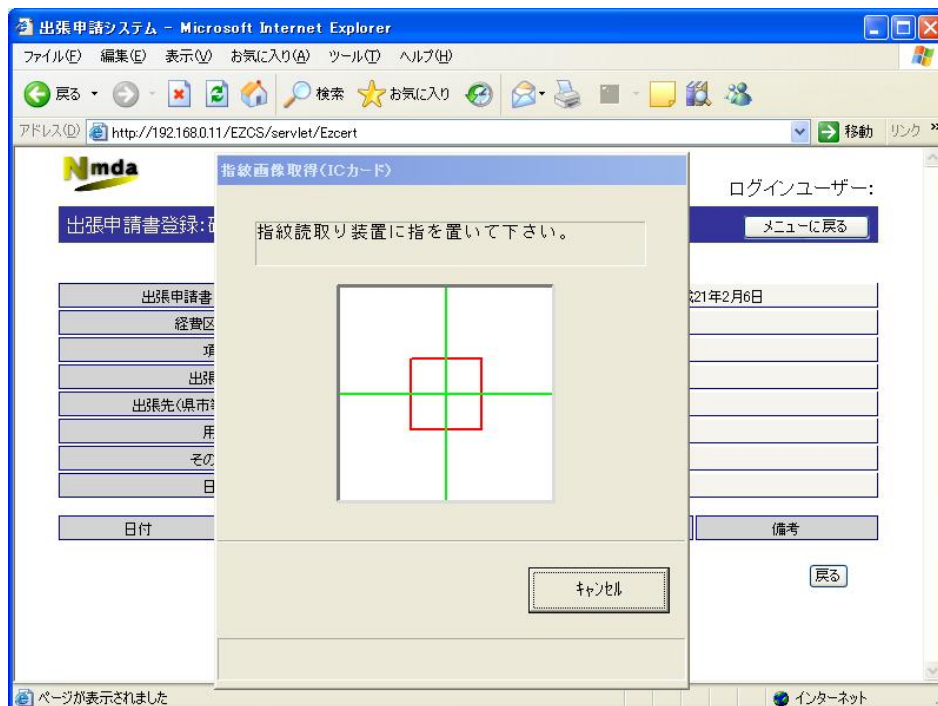 出張申請システム - Microsoft Internet Explorer
ファイル(F) 編集(E) 表示(V) お気に入り(A) ツール(T) ヘルプ(H)
戻る 検索 お気に入り
アドレス(D) http://192.168.0.11/EZCS/servlet/Ezcert 移動 リンク »
Nmda
指紋画像取得(ICカード)
ログインユーザー:
出張申請書登録:
メニューに戻る
指紋読取り装置に指を置いて下さい。
出張申請書
21年2月6日
経費区
項
出張
出張先(県市
用
その
日
日付
備考
戻る
キャンセル
ページが表示されました インターネット